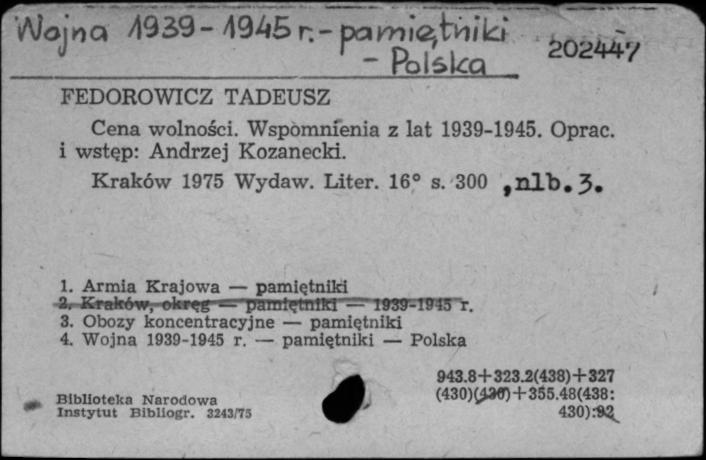 Wojna 1939-1945 r. - pamiętniki
- Polska
202447
FEDOROWICZ TADEUSZ
Cena wolności. Wspomnienia z lat 1939-1945. Oprac.
i wstęp: Andrzej Kozanecki.
Kraków 1975 Wydaw. Liter. 16° s. 300 , nlb. 3.
1. Armia Krajowa — pamiętniki
2. Kraków, okręg — pamiętniki — 1939-1945 r.
3. Obozy koncentracyjne — pamiętniki
4. Wojna 1939-1945 r. — pamiętniki — Polska
943.8+323.2(438)+327
(430)(430)+355.48(438:
430):92
Biblioteka Narodowa
Instytut Bibliogr. 3243/75